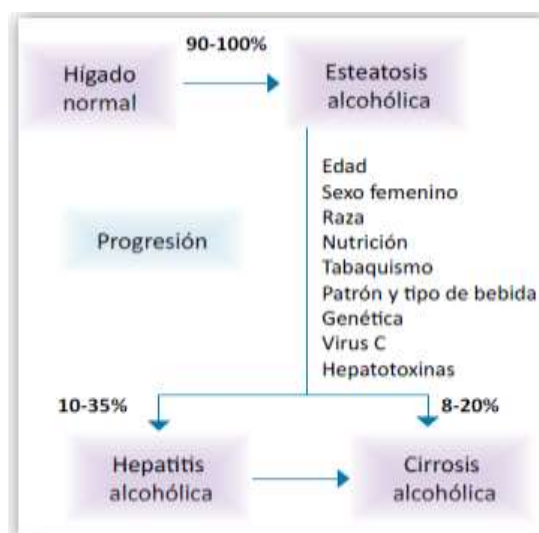 90-100%
Hígado
normal
Esteatosis
alcohólica
Edad
Sexo femenino
Raza
Nutrición
Tabaquismo
Patrón y tipo de bebida
Genética
Virus C
Hepatotoxinas
Progresión
10-35%
8-20%
Hepatitis
alcohólica
Cirrosis
alcohólica